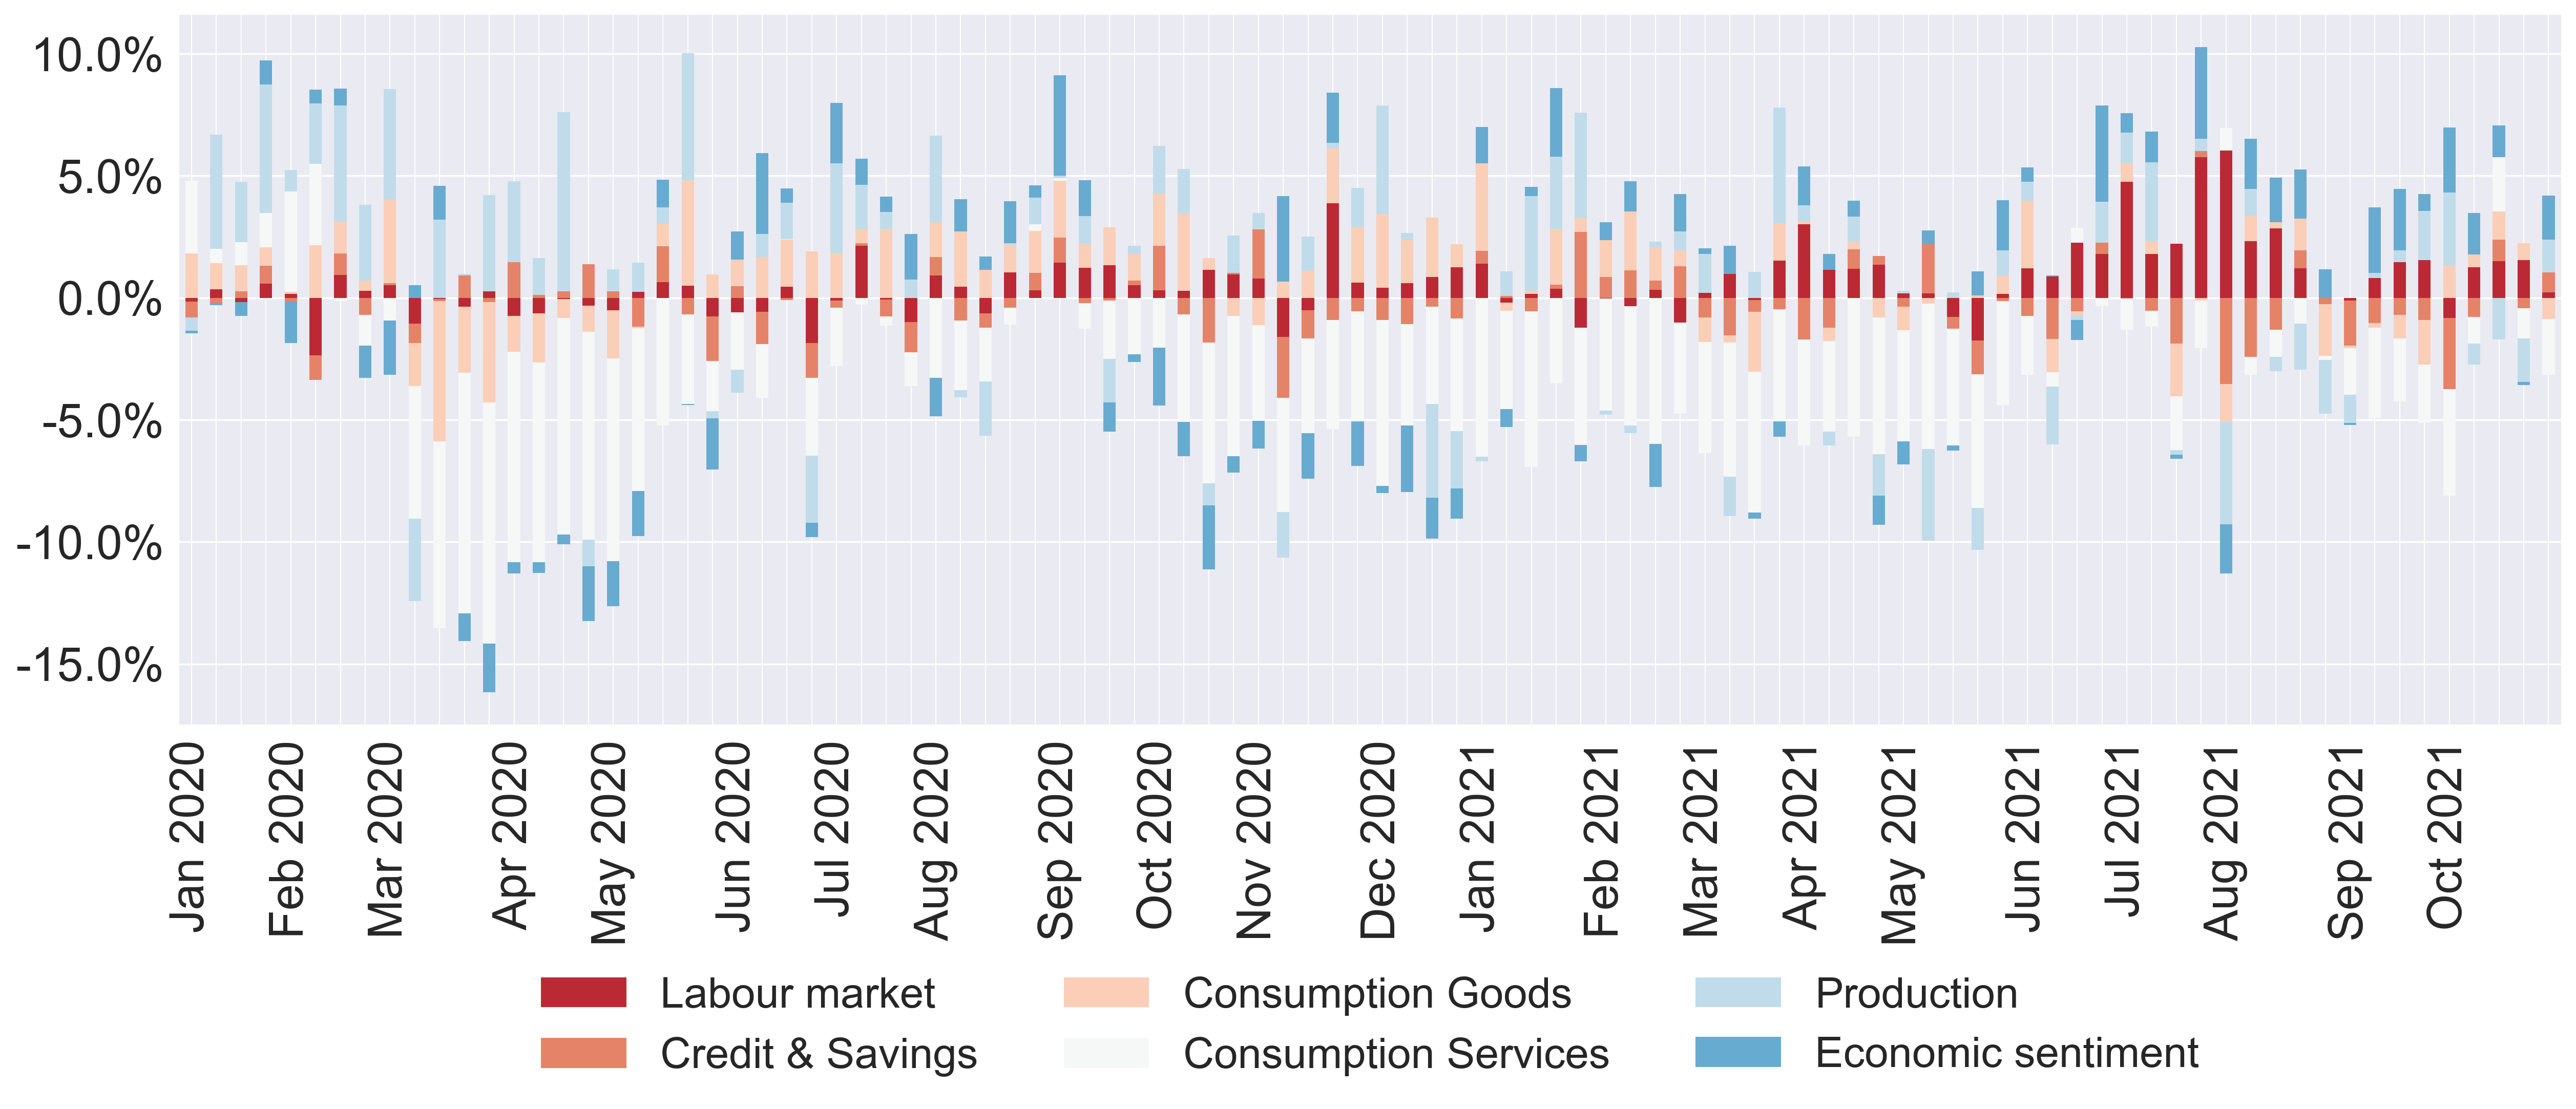 10.0%
5.0%
0.0%
-5.0%
-10.0%
-15.0%
Jan 2020
Feb 2020
Mar 2020
Apr 2020
May 2020
Jun 2020
Jul 2020
Aug 2020
Sep 2020
Oct 2020
Nov 2020
Dec 2020
Jan 2021
Feb 2021
Mar 2021
Apr 2021
May 2021
Jun 2021
Jul 2021
Aug 2021
Sep 2021
Oct 2021
Labour market
Credit & Savings
Consumption Goods
Consumption Services
Production
Economic sentiment